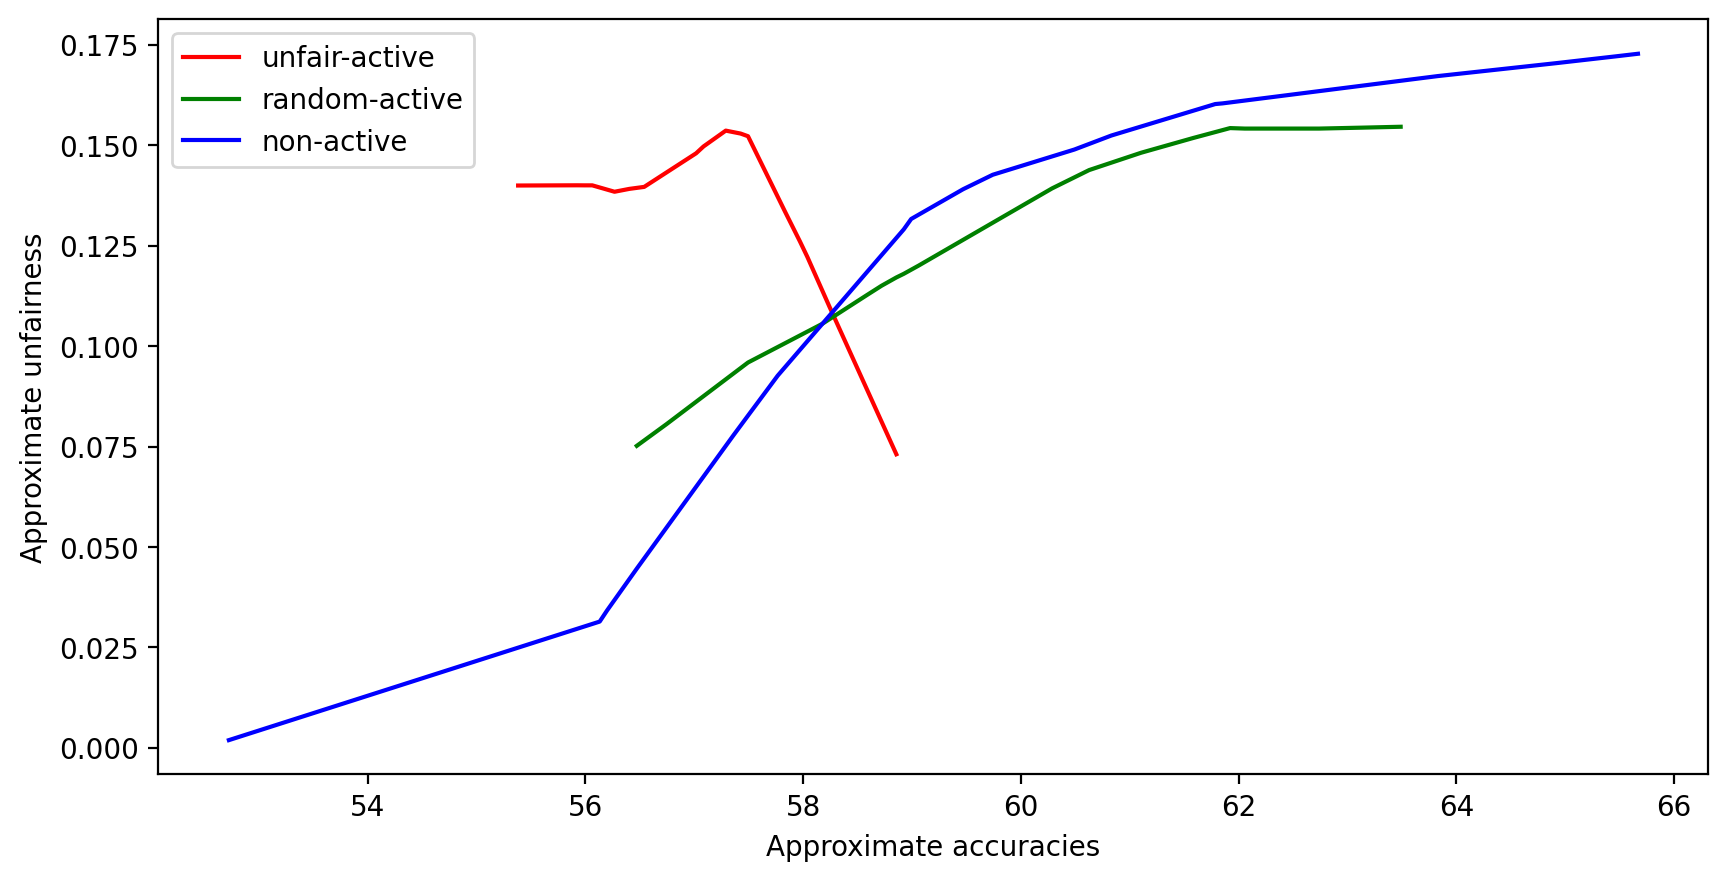 unfair-active
random-active
non-active
0.175
0.150
0.125
0.100
0.075
0.050
0.025
0.000
Approximate unfairness
54 56 58 60 62 64 66
Approximate accuracies